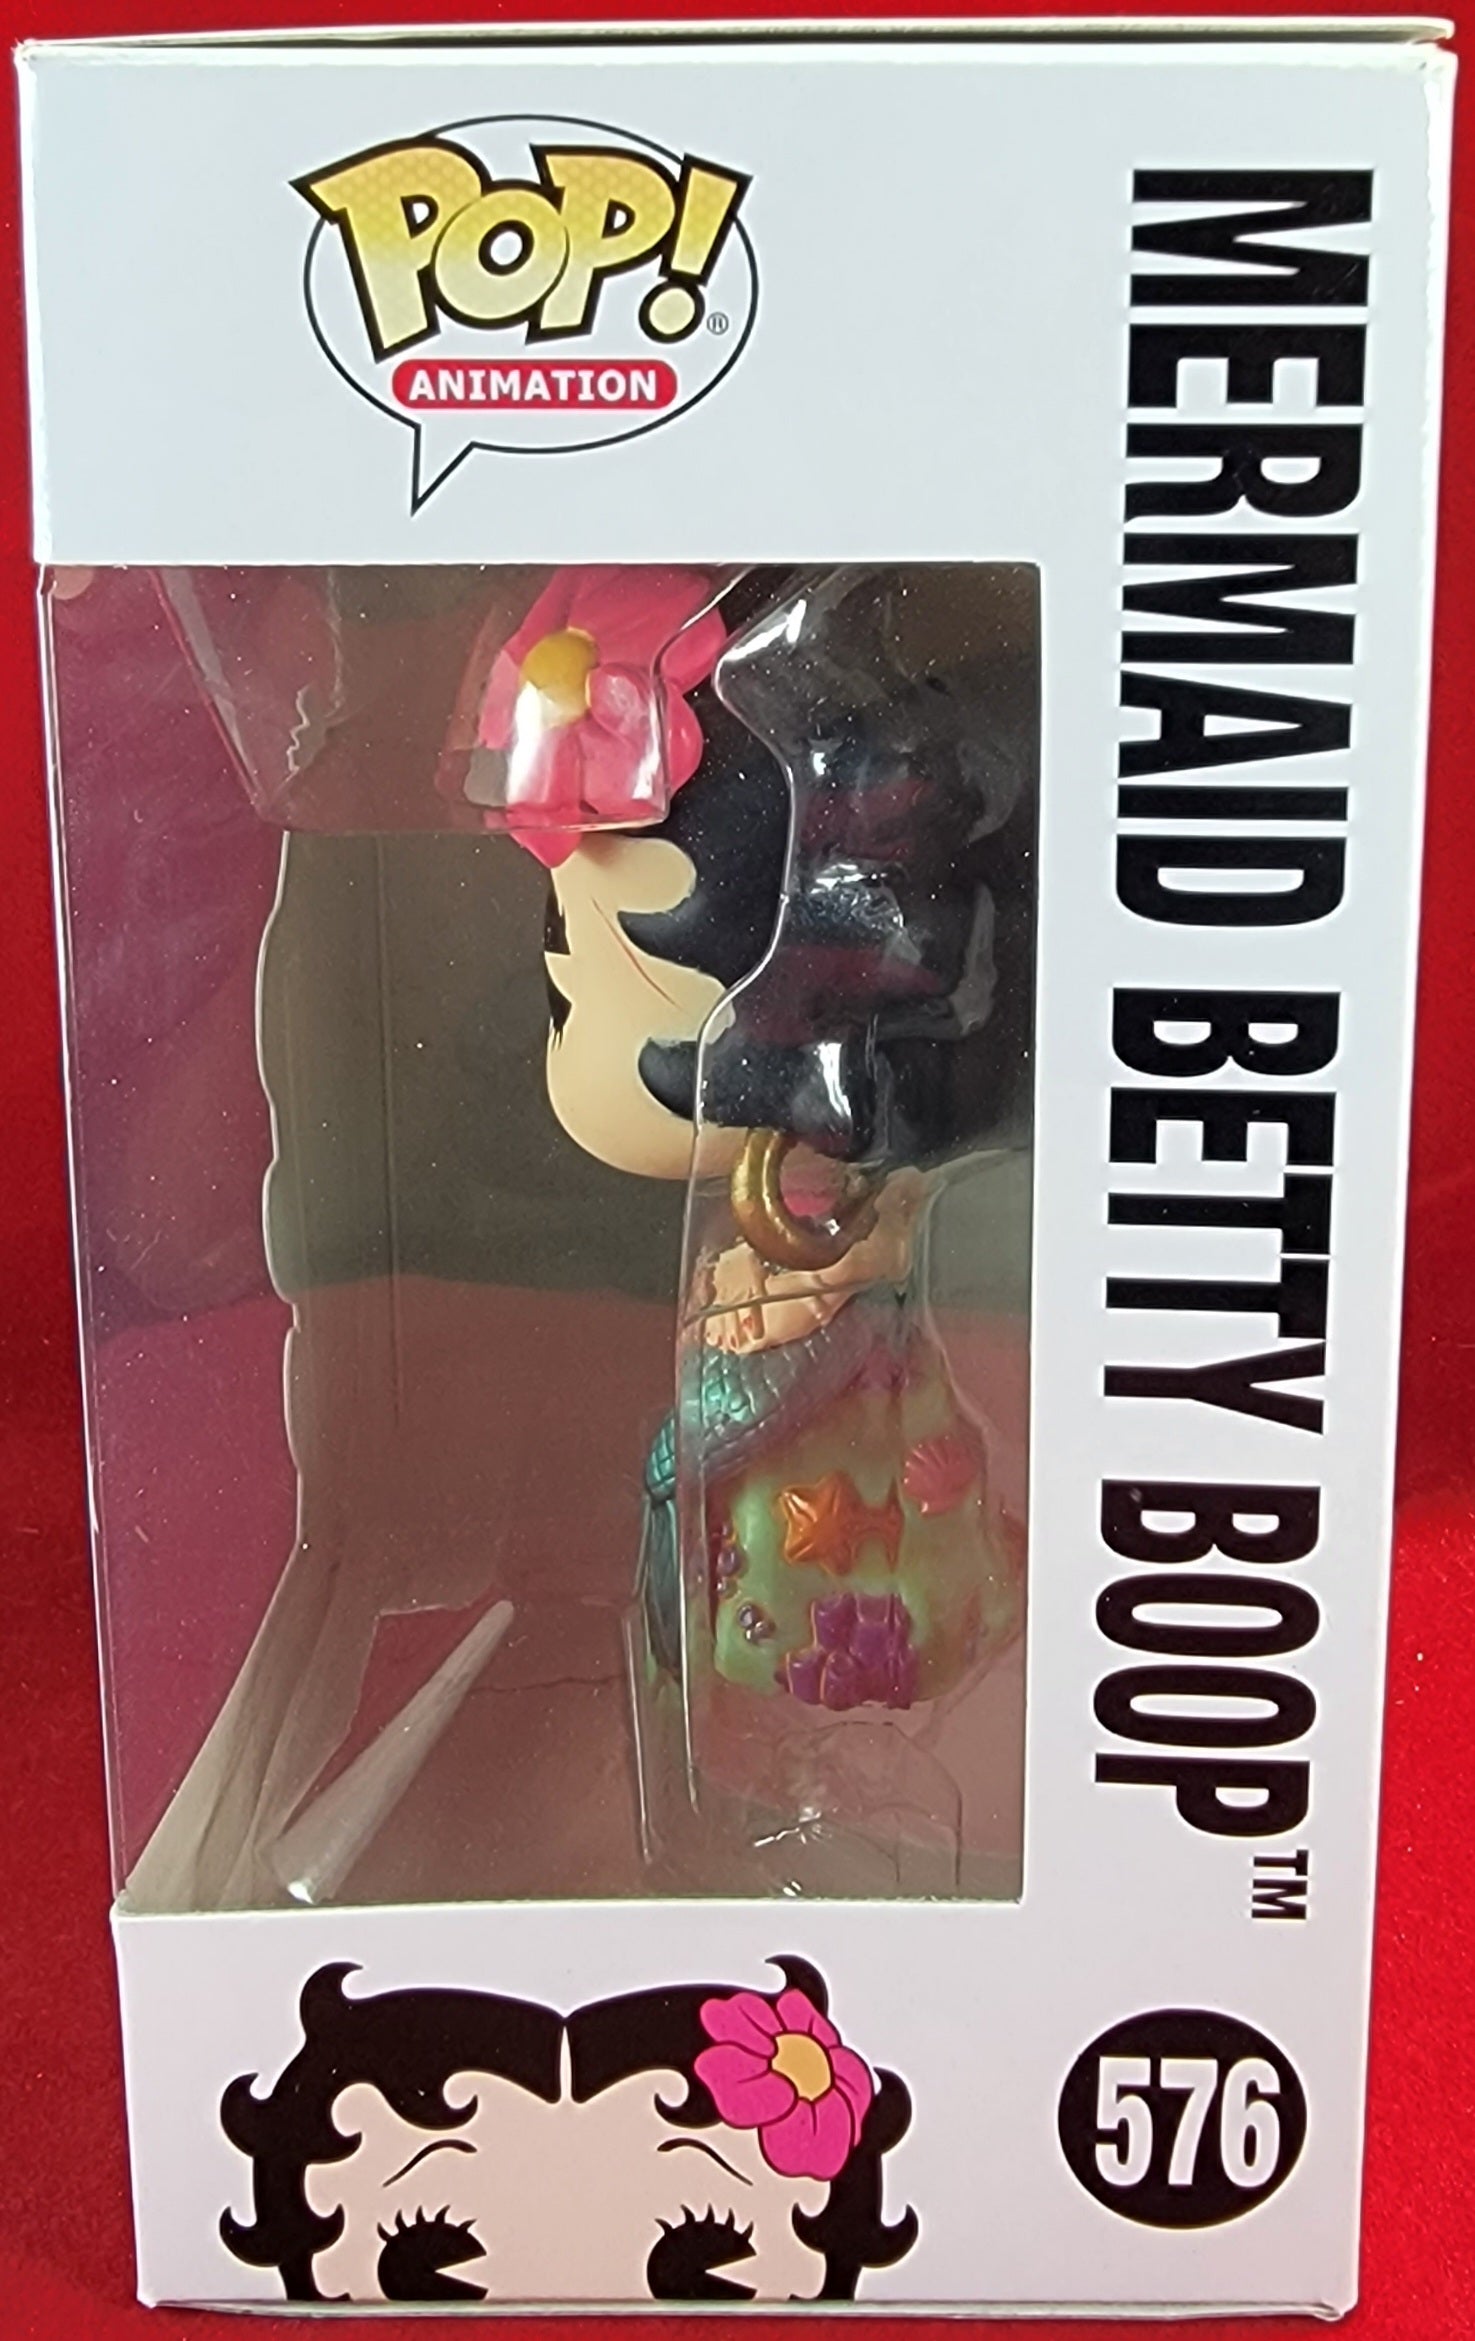 POP!®
ANIMATION
MERMAID BETTY BOOP™
576